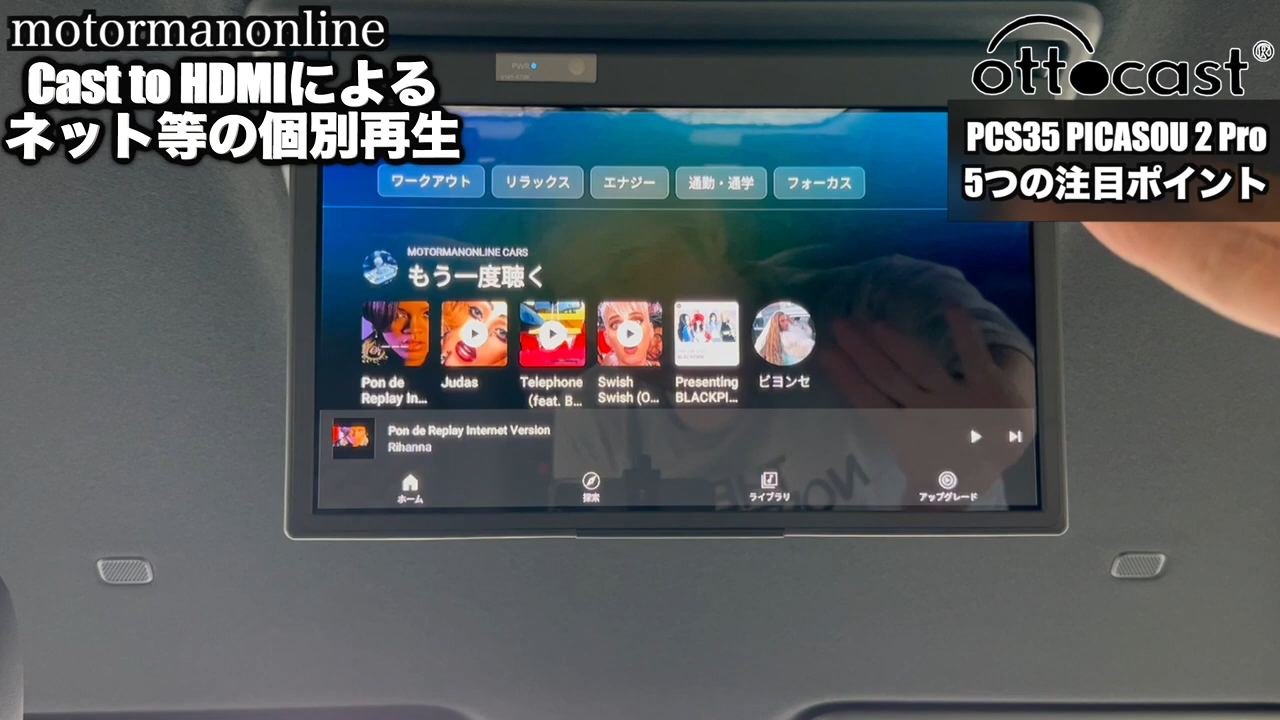 motormanonline
Cast to HDMIによる
ネット等の個別再生
ottocast®
PCS35 PICASOU 2 Pro
5つの注目ポイント
PWR
ワークアウト
リラックス
エナジー
通勤・通学
フォーカス
MOTORMANONLINE CARS
もう一度聴く
Pon de
Replay In...
Judas
Telephone
(feat. B...
Swish
Swish (O...
Presenting
BLACKPI...
ビヨンセ
Pon de Replay Internet Version
Rihanna
ホーム
探索
ライブラリ
アップグレード